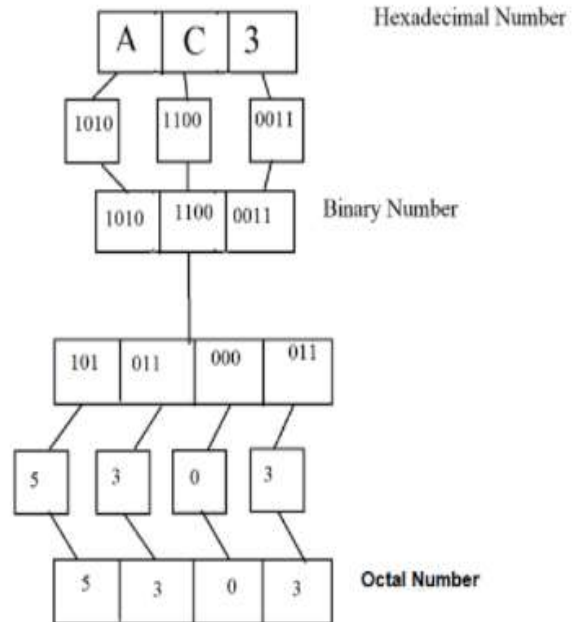 A C 3 Hexadecimal Number
1010 1100 0011
1010 1100 0011 Binary Number
101 011 000 011
5 3 0 3
5 3 0 3 Octal Number